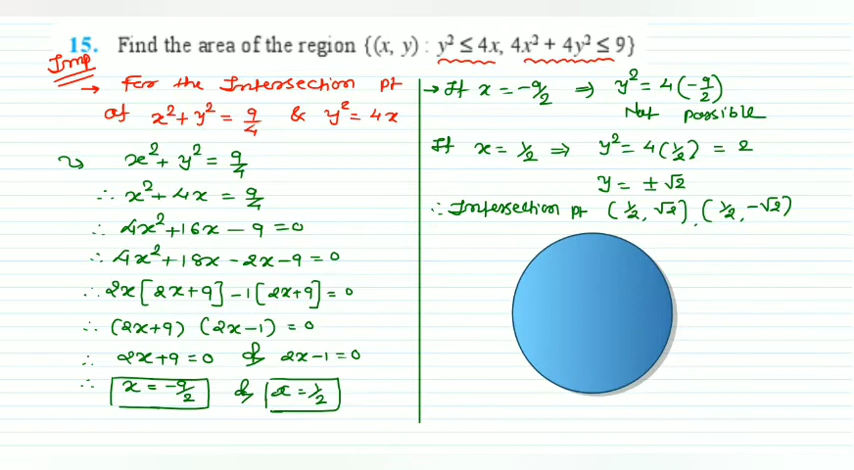 15. Find the area of the region {(x, y) : y² ≤ 4x, 4x² + 4y² ≤ 9}
Imp
→ For the Intersection pt
of x² + y² = 9/4 & y² = 4x
x² + y² = 9/4
∴ x² + 4x = 9/4
∴ 4x² + 16x - 9 = 0
∴ 4x² + 18x - 2x - 9 = 0
∴ 2x[2x+9] - 1[2x+9] = 0
∴ (2x+9) (2x-1) = 0
∴ 2x+9 = 0 or 2x-1 = 0
∴ x = -9/2 or x = 1/2
→ If x = -9/2 ⇒ y² = 4(-9/2)
Not possible
If x = 1/2 ⇒ y² = 4(1/2) = 2
y = ± √2
∴ Intersection pt (1/2, √2), (1/2, -√2)